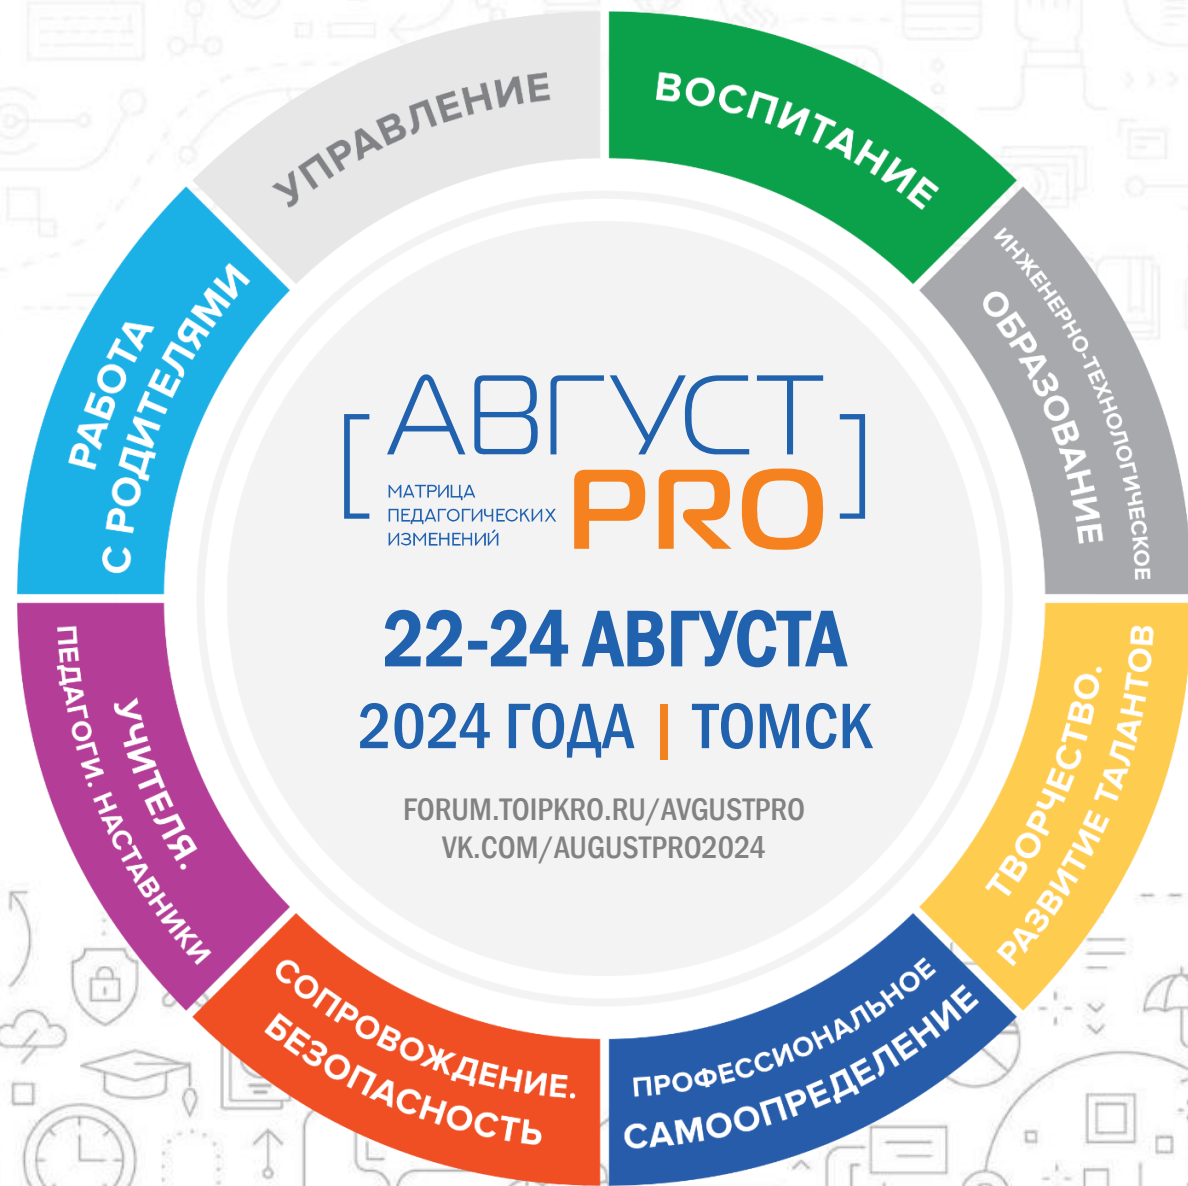 УПРАВЛЕНИЕ
ВОСПИТАНИЕ
ИНЖЕНЕРНО-ТЕХНОЛОГИЧЕСКОЕ
ОБРАЗОВАНИЕ
ТВОРЧЕСТВО.
РАЗВИТИЕ ТАЛАНТОВ
ПРОФЕССИОНАЛЬНОЕ
САМООПРЕДЕЛЕНИЕ
СОПРОВОЖДЕНИЕ.
БЕЗОПАСНОСТЬ
УЧИТЕЛЯ.
ПЕДАГОГИ. НАСТАВНИКИ
РАБОТА
С РОДИТЕЛЯМИ
[АВГУСТ
PRO]
МАТРИЦА
ПЕДАГОГИЧЕСКИХ
ИЗМЕНЕНИЙ
22-24 АВГУСТА
2024 ГОДА | ТОМСК
FORUM.TOIPKRO.RU/AVGUSTPRO
VK.COM/AUGUSTPRO2024